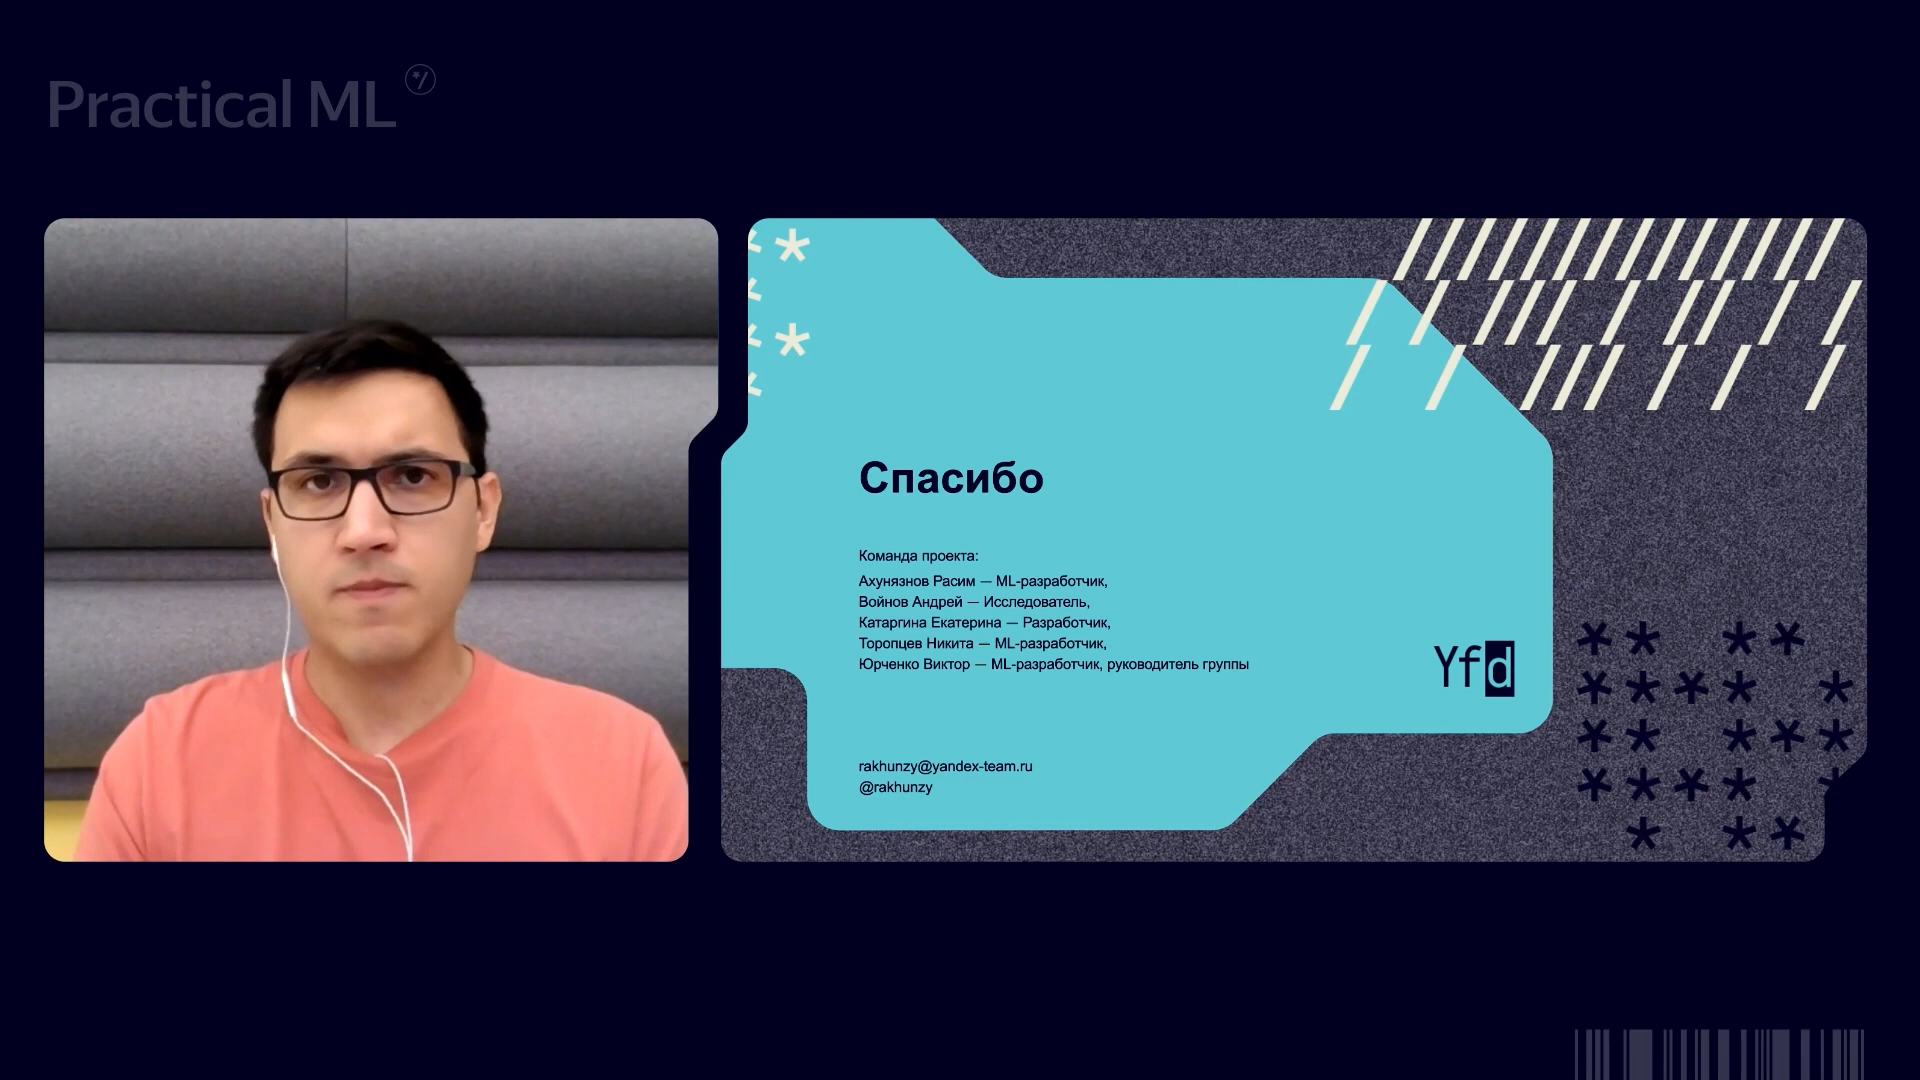 Practical ML
Спасибо
Команда проекта:
Ахунязнов Расим — ML-разработчик,
Войнов Андрей — Исследователь,
Катаргина Екатерина — Разработчик,
Торопцев Никита — ML-разработчик,
Юрченко Виктор — ML-разработчик, руководитель группы
Yfd
rakhunzy@yandex-team.ru
@rakhunzy